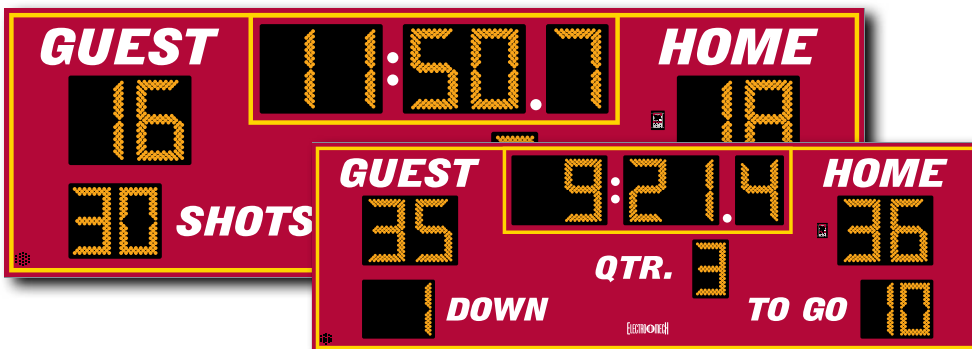 GUEST 11:50.7 HOME
16 18
30 SHOTS
GUEST 9:21.4 HOME
35 36
QTR. 3
1 DOWN TO GO 10
ELECTRO-MECH